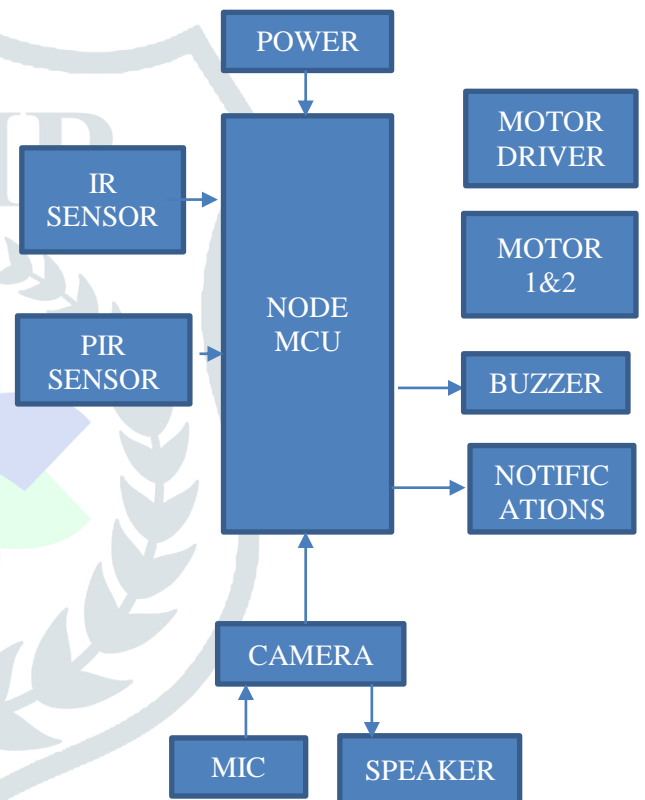 POWER
MOTOR
DRIVER
IR
SENSOR
MOTOR
1&2
NODE
MCU
PIR
SENSOR
BUZZER
NOTIFIC
ATIONS
CAMERA
MIC
SPEAKER